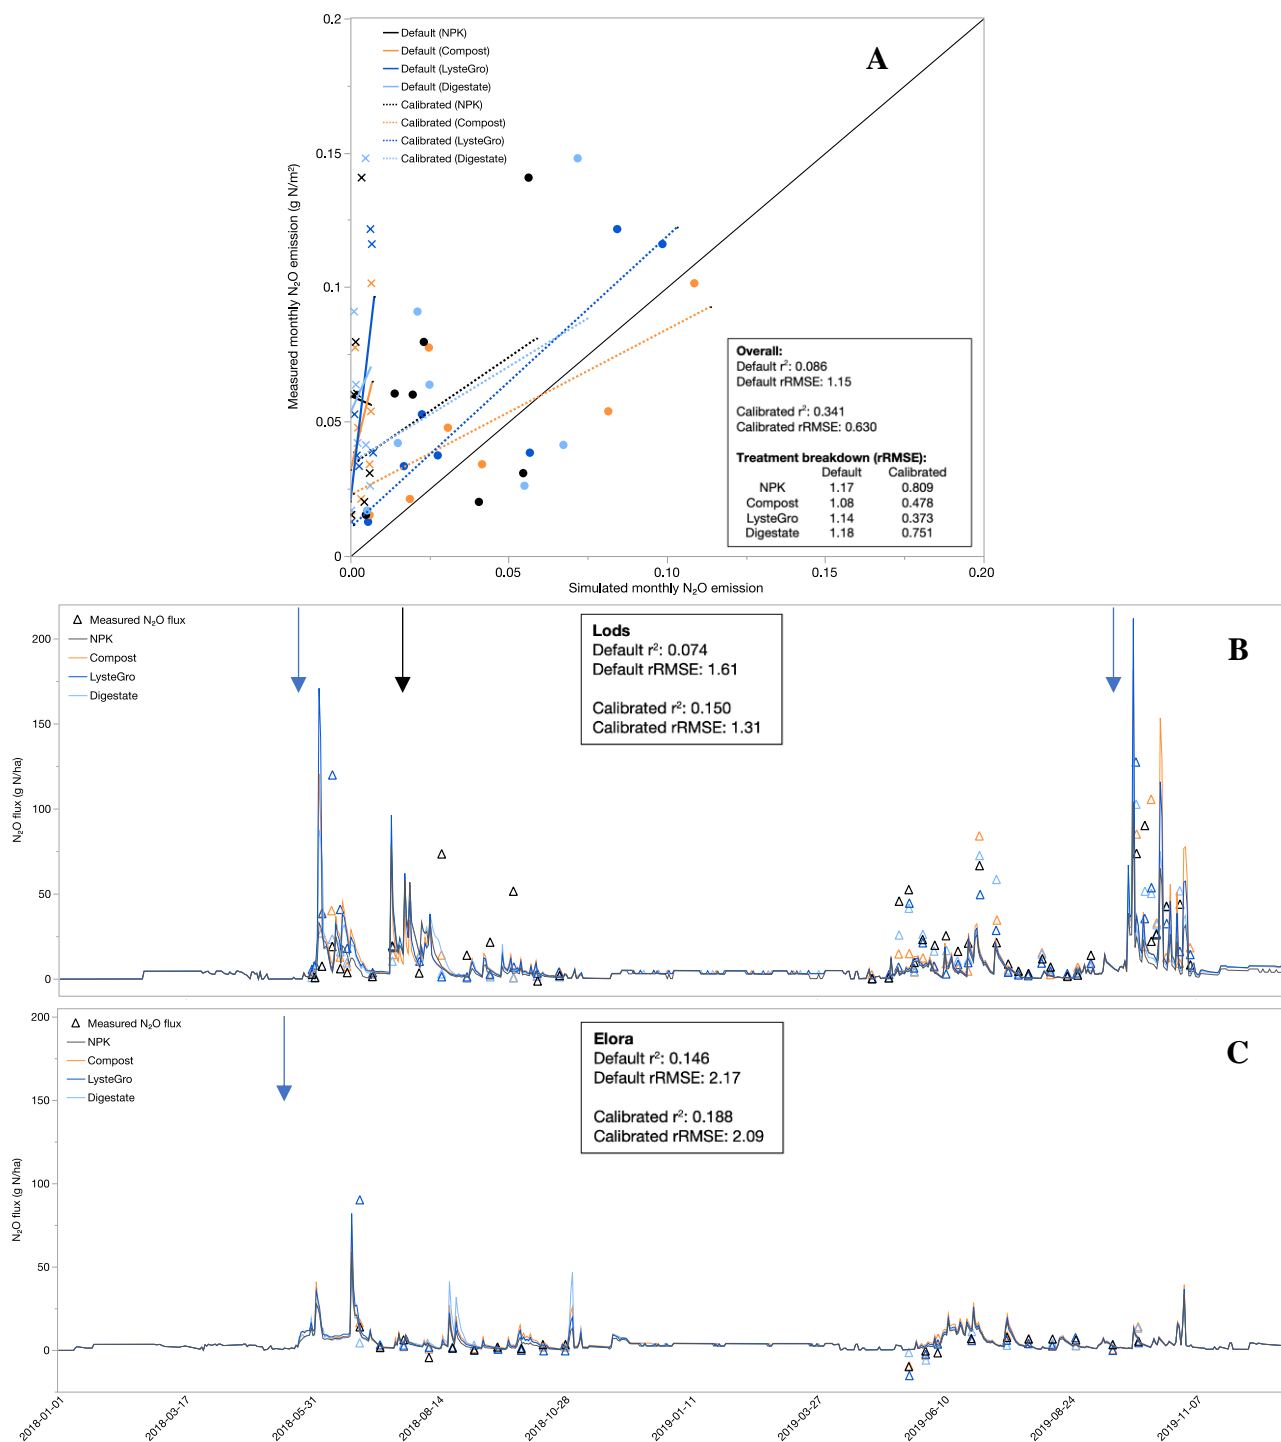 0.2
Default (NPK)
Default (Compost)
Default (LysteGro)
Default (Digestate)
Calibrated (NPK)
Calibrated (Compost)
Calibrated (LysteGro)
Calibrated (Digestate)
A
0.15
0.1
0.05
0
Measured monthly N₂O emission (g N/m²)
Overall:
Default r²: 0.086
Default rRMSE: 1.15
Calibrated r²: 0.341
Calibrated rRMSE: 0.630
Treatment breakdown (rRMSE):
Default Calibrated
NPK 1.17 0.809
Compost 1.08 0.478
LysteGro 1.14 0.373
Digestate 1.18 0.751
0.00 0.05 0.10 0.15 0.20
Simulated monthly N₂O emission
Measured N₂O flux
NPK
Compost
LysteGro
Digestate
Lods
Default r²: 0.074
Default rRMSE: 1.61
Calibrated r²: 0.150
Calibrated rRMSE: 1.31
B
200
150
100
50
0
N₂O flux (g N/ha)
Measured N₂O flux
NPK
Compost
LysteGro
Digestate
Elora
Default r²: 0.146
Default rRMSE: 2.17
Calibrated r²: 0.188
Calibrated rRMSE: 2.09
C
200
150
100
50
0
N₂O flux (g N/ha)
2018-01-01 2018-03-17 2018-05-31 2018-08-14 2018-10-28 2019-01-11 2019-03-27 2019-06-10 2019-08-24 2019-11-07